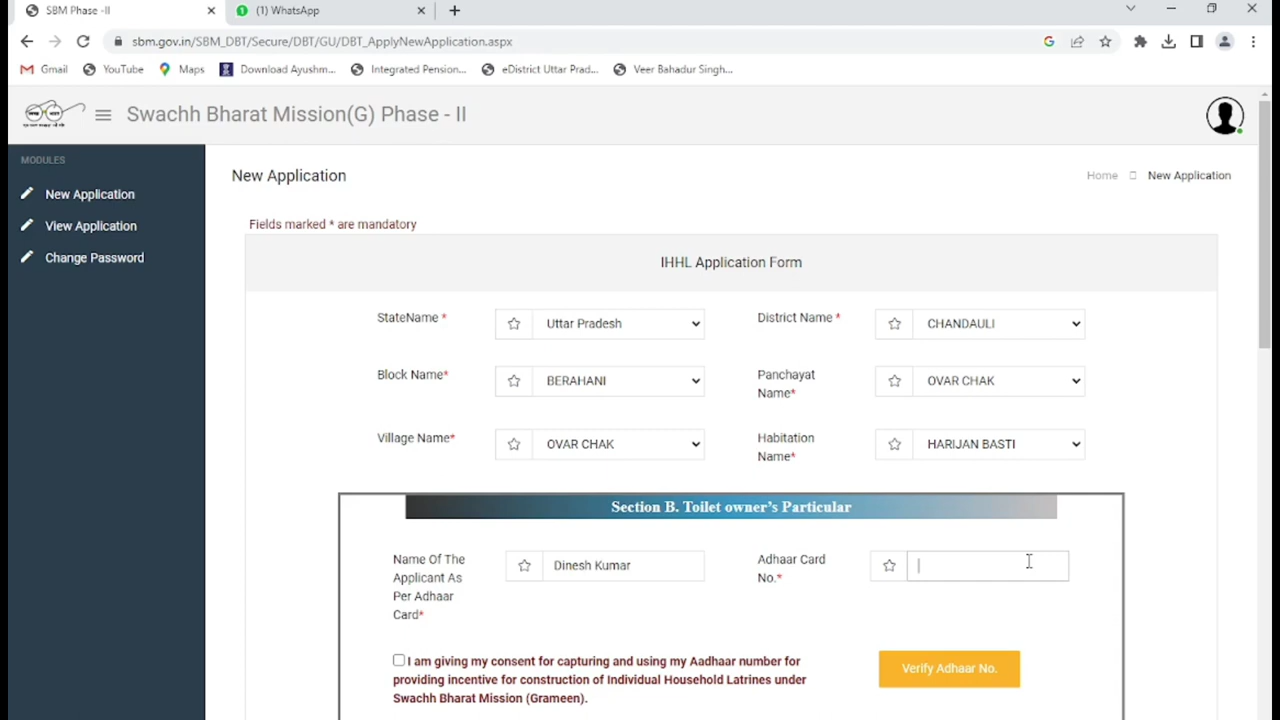 SBM Phase -II
(1) WhatsApp
sbm.gov.in/SBM_DBT/Secure/DBT/GU/DBT_ApplyNewApplication.aspx
Gmail YouTube Maps Download Ayushm... Integrated Pension... eDistrict Uttar Prad... Veer Bahadur Singh...
Swachh Bharat Mission(G) Phase - II
MODULES
New Application
View Application
Change Password
New Application
Home New Application
Fields marked * are mandatory
IHHL Application Form
StateName * Uttar Pradesh District Name * CHANDAULI
Block Name* BERAHANI Panchayat
Name* OVAR CHAK
Village Name* OVAR CHAK Habitation
Name* HARIJAN BASTI
Section B. Toilet owner's Particular
Name Of The
Applicant As
Per Adhaar
Card*
Dinesh Kumar
Adhaar Card
No.*
I am giving my consent for capturing and using my Aadhaar number for
providing incentive for construction of Individual Household Latrines under
Swachh Bharat Mission (Grameen).
Verify Adhaar No.